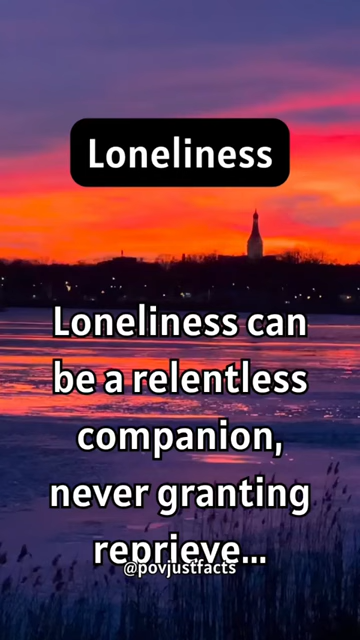 Loneliness
Loneliness can
be a relentless
companion,
never granting
reprieve...
@povjustfacts